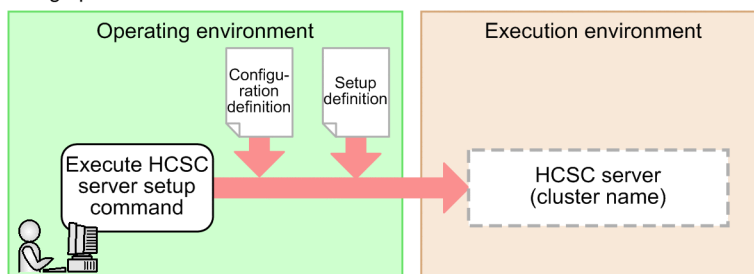 Operating environment
Execution environment
Configu-
ration
definition
Setup
definition
Execute HCSC
server setup
command
HCSC server
(cluster name)